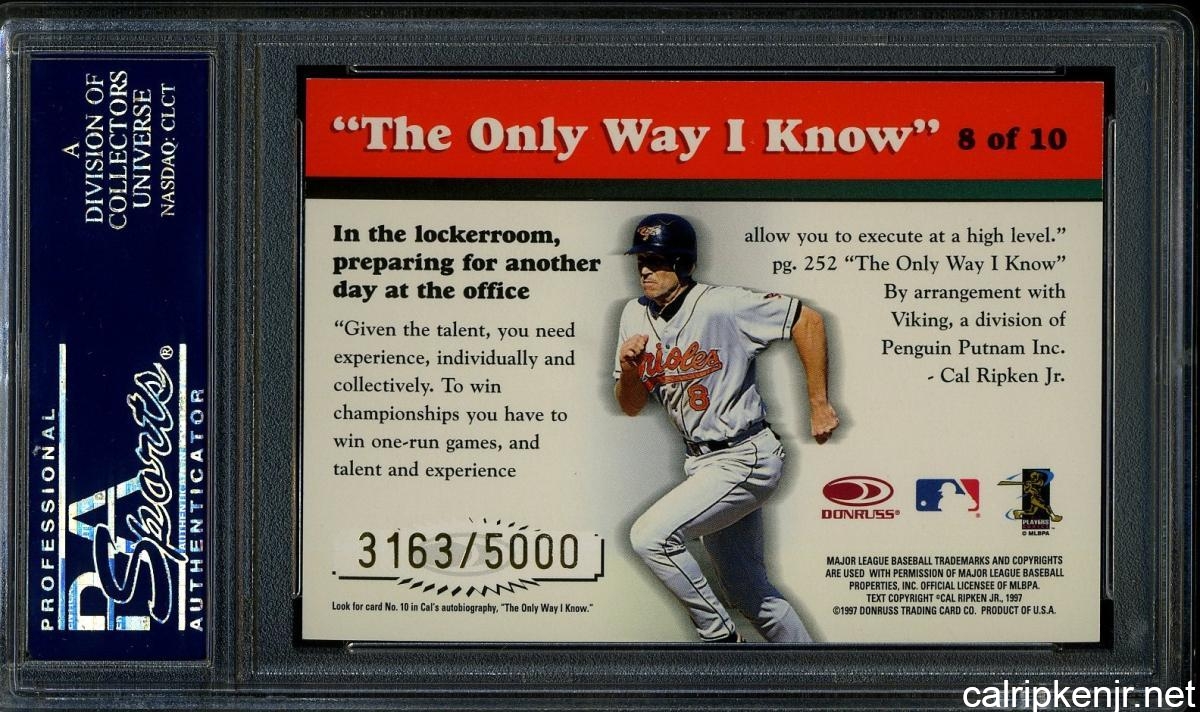 A
DIVISION OF
COLLECTORS
UNIVERSE
NASDAQ: CLCT
PROFESSIONAL
PSA
Sports®
AUTHENTICATOR
“The Only Way I Know” 8 of 10
In the lockerroom,
preparing for another
day at the office
“Given the talent, you need
experience, individually and
collectively. To win
championships you have to
win one-run games, and
talent and experience
allow you to execute at a high level.”
pg. 252 “The Only Way I Know”
By arrangement with
Viking, a division of
Penguin Putnam Inc.
- Cal Ripken Jr.
Orioles
8
3163/5000
Look for card No. 10 in Cal's autobiography, "The Only Way I Know."
DONRUSS®
PLAYERS
© MLBPA
MAJOR LEAGUE BASEBALL TRADEMARKS AND COPYRIGHTS
ARE USED WITH PERMISSION OF MAJOR LEAGUE BASEBALL
PROPERTIES, INC. OFFICIAL LICENSEE OF MLBPA.
TEXT COPYRIGHT ©CAL RIPKEN JR., 1997
©1997 DONRUSS TRADING CARD CO. PRODUCT OF U.S.A.
calripkenjr.net